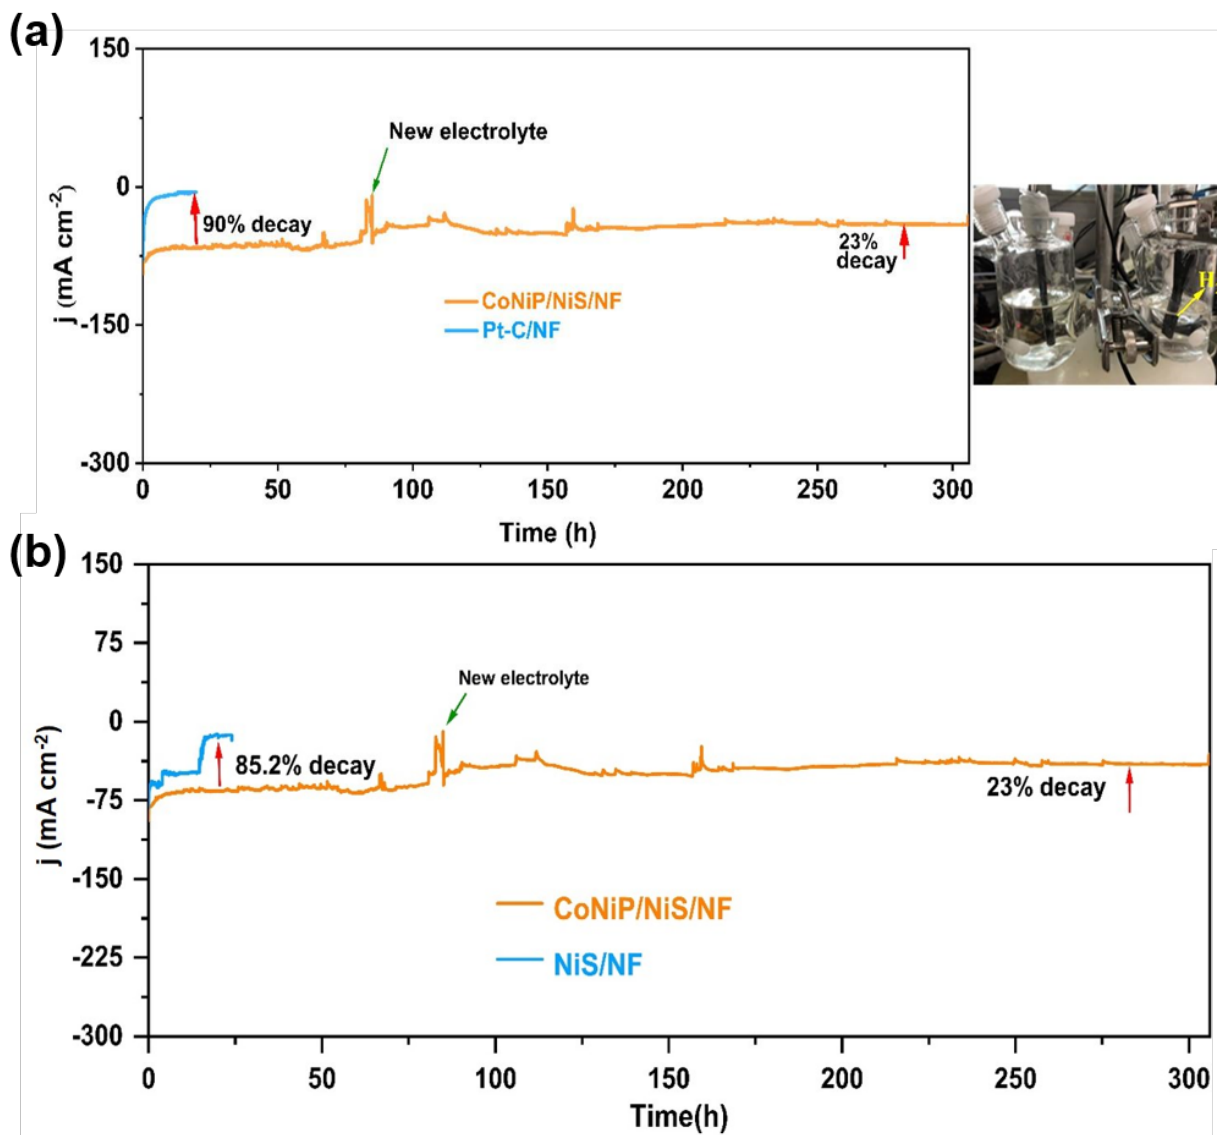 (a)
150
0
-150
-300
j (mA cm-2)
New electrolyte
90% decay
23%
decay
CoNiP/NiS/NF
Pt-C/NF
H
0
50
100
150
200
250
300
Time (h)
(b)
150
75
0
-75
-150
-225
-300
j (mA cm-2)
New electrolyte
85.2% decay
23% decay
CoNiP/NiS/NF
NiS/NF
0
50
100
150
200
250
300
Time(h)